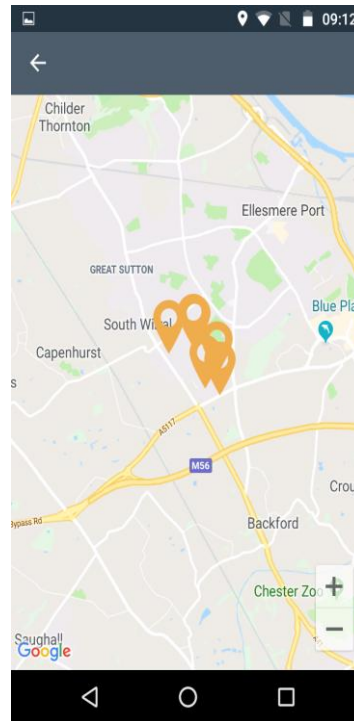 09:12
Childer
Thornton
Ellesmere Port
GREAT SUTTON
Blue Pla
South Wirral
Capenhurst
s
A5117
M56
Crou
Bypass Rd
Backford
Chester Zoo
+
−
Saughall
Google